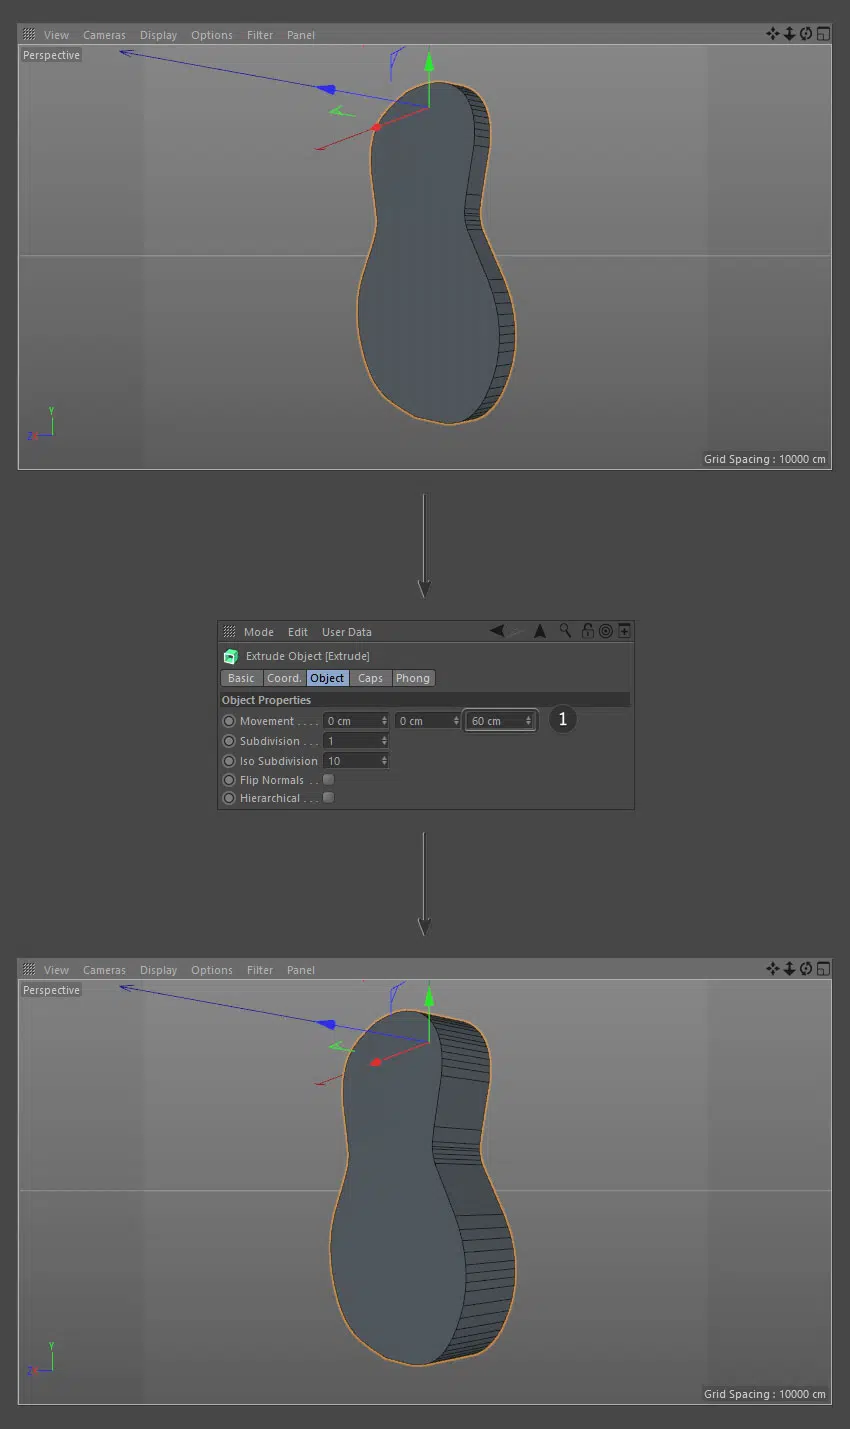 View Cameras Display Options Filter Panel
Perspective
Y
Z
Grid Spacing : 10000 cm
Mode Edit User Data
Extrude Object [Extrude]
Basic Coord. Object Caps Phong
Object Properties
Movement . . . . 0 cm 0 cm 60 cm 1
Subdivision . . . 1
Iso Subdivision 10
Flip Normals . .
Hierarchical . . .
View Cameras Display Options Filter Panel
Perspective
Y
Z
Grid Spacing : 10000 cm